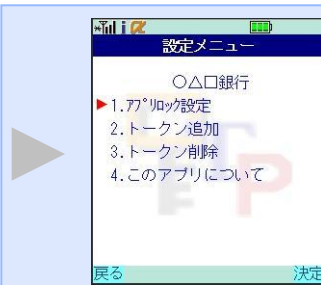 設定メニュー
○△□銀行
1.ｱﾌﾟﾘﾛｯｸ設定
2.トークン追加
3.トークン削除
4.このアプリについて
戻る 決定